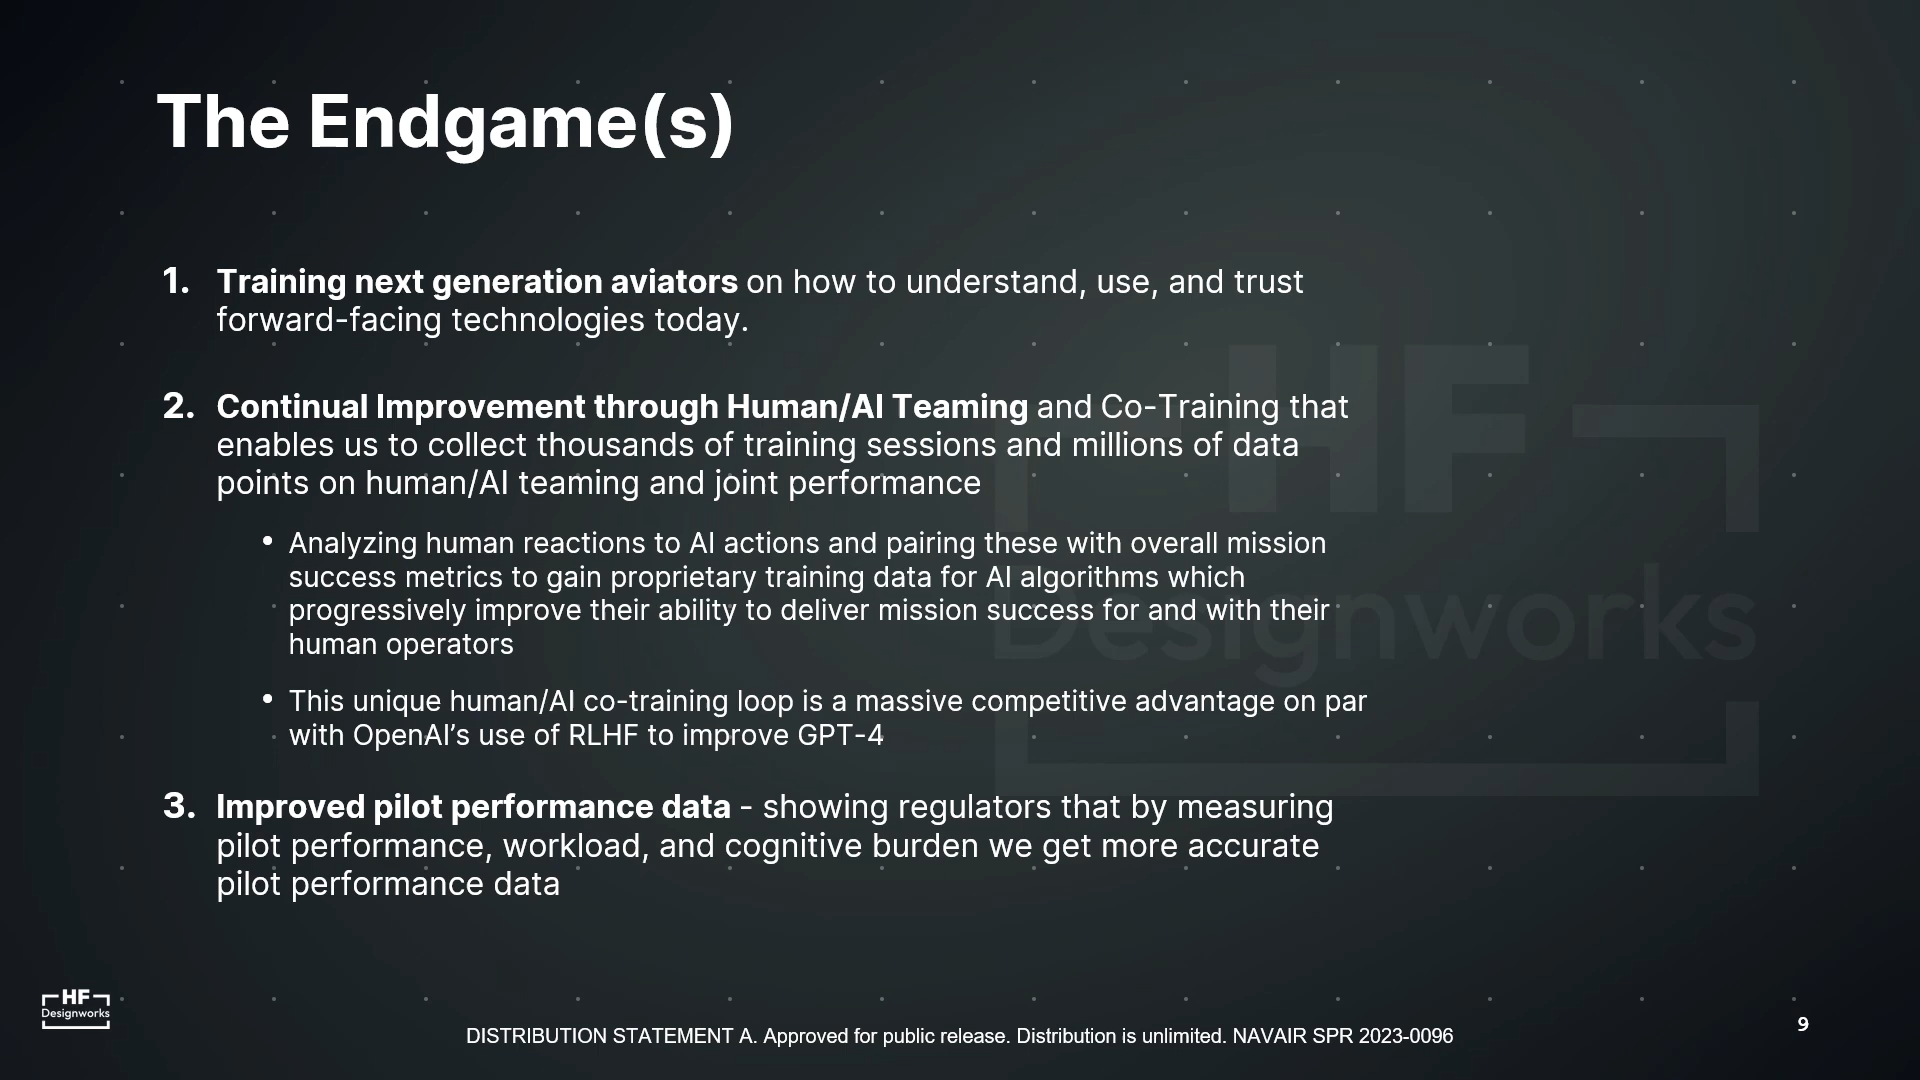 The Endgame(s)
1. Training next generation aviators on how to understand, use, and trust
forward-facing technologies today.
2. Continual Improvement through Human/AI Teaming and Co-Training that
enables us to collect thousands of training sessions and millions of data
points on human/AI teaming and joint performance
• Analyzing human reactions to AI actions and pairing these with overall mission
success metrics to gain proprietary training data for AI algorithms which
progressively improve their ability to deliver mission success for and with their
human operators
• This unique human/AI co-training loop is a massive competitive advantage on par
with OpenAI’s use of RLHF to improve GPT-4
3. Improved pilot performance data - showing regulators that by measuring
pilot performance, workload, and cognitive burden we get more accurate
pilot performance data
HF
Designworks
HF
Designworks
DISTRIBUTION STATEMENT A. Approved for public release. Distribution is unlimited. NAVAIR SPR 2023-0096
9